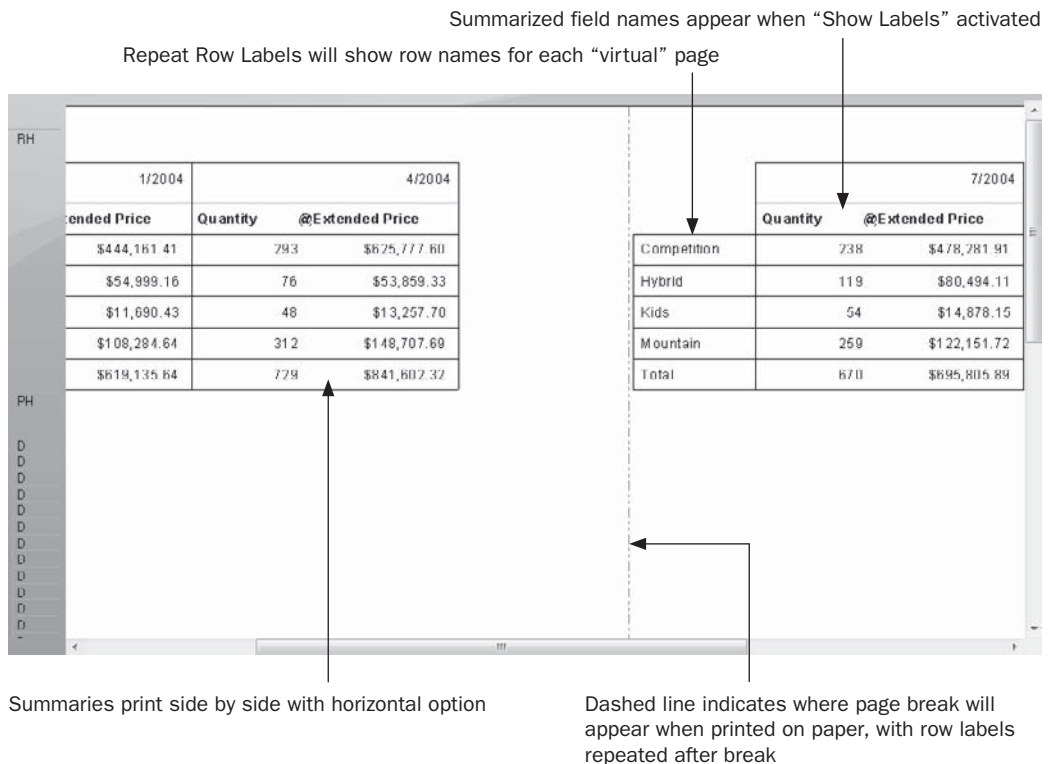 Summarized field names appear when “Show Labels” activated
Repeat Row Labels will show row names for each “virtual” page
RH
1/2004 4/2004 7/2004
ended Price Quantity @Extended Price Quantity @Extended Price
$444,161.41 293 $625,777.60 Competition 238 $478,281.91
$54,999.16 76 $53,859.33 Hybrid 119 $80,494.11
$11,690.43 48 $13,257.70 Kids 54 $14,878.15
$108,284.64 312 $148,707.69 Mountain 259 $122,151.72
$619,135.64 729 $841,602.32 Total 670 $695,805.89
PH
D
D
D
D
D
D
D
D
D
D
D
D
Summaries print side by side with horizontal option
Dashed line indicates where page break will
appear when printed on paper, with row labels
repeated after break